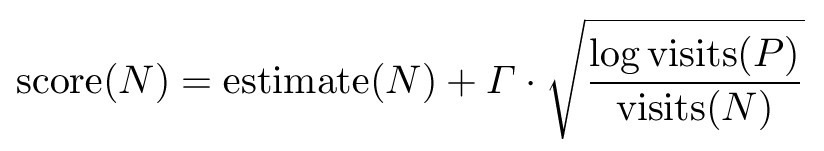 score(N) = estimate(N) + Γ · √(log visits(P) / visits(N))